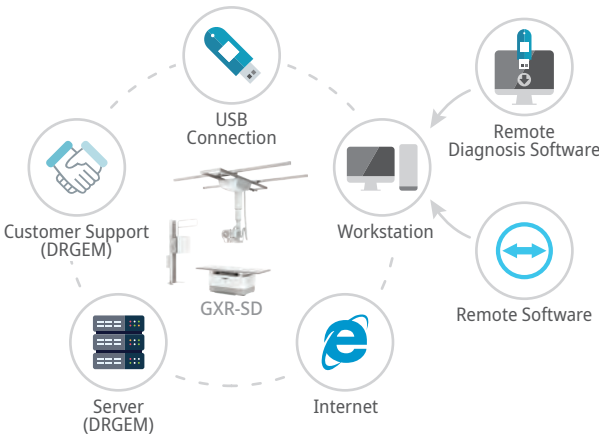 USB
Connection
Remote
Diagnosis Software
Customer Support
(DRGEM)
Workstation
GXR-SD
Remote Software
Server
(DRGEM)
Internet